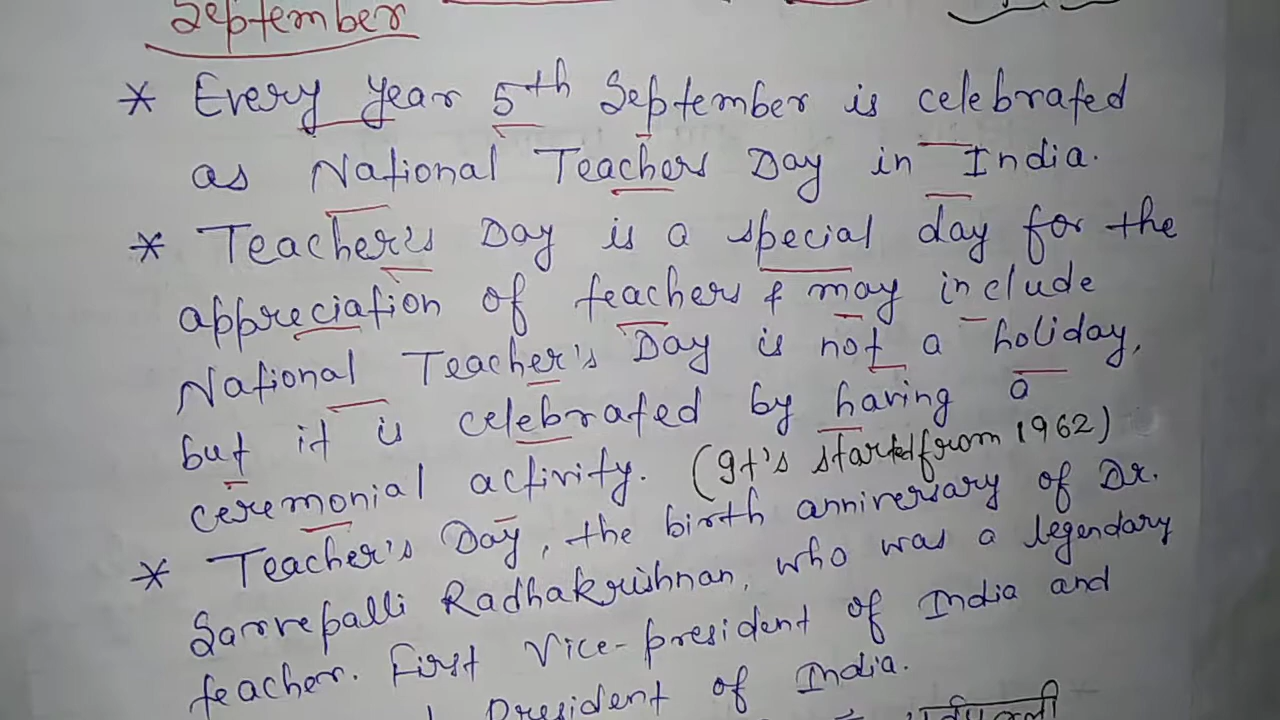 September
* Every year 5th September is celebrated
as National Teachers Day in India.
* Teacher's Day is a special day for the
appreciation of teachers & may include
National Teacher's Day is not a holiday,
but it is celebrated by having a
ceremonial activity. (It's started from 1962)
* Teacher's Day, the birth anniversary of Dr.
Sarvepalli Radhakrishnan, who was a legendary
teacher. First Vice-president of India and
President of India.